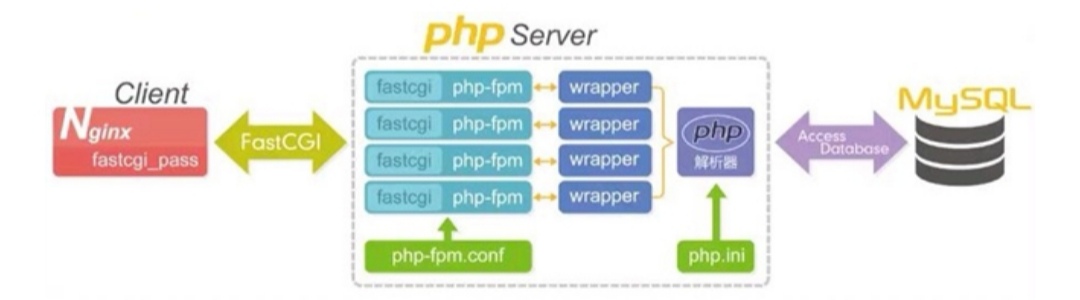 php Server
Client
Nginx
fastcgi_pass
FastCGI
fastcgi php-fpm wrapper
fastcgi php-fpm wrapper
fastcgi php-fpm wrapper
fastcgi php-fpm wrapper
php-fpm.conf
php
解析器
php.ini
Access
Database
MySQL